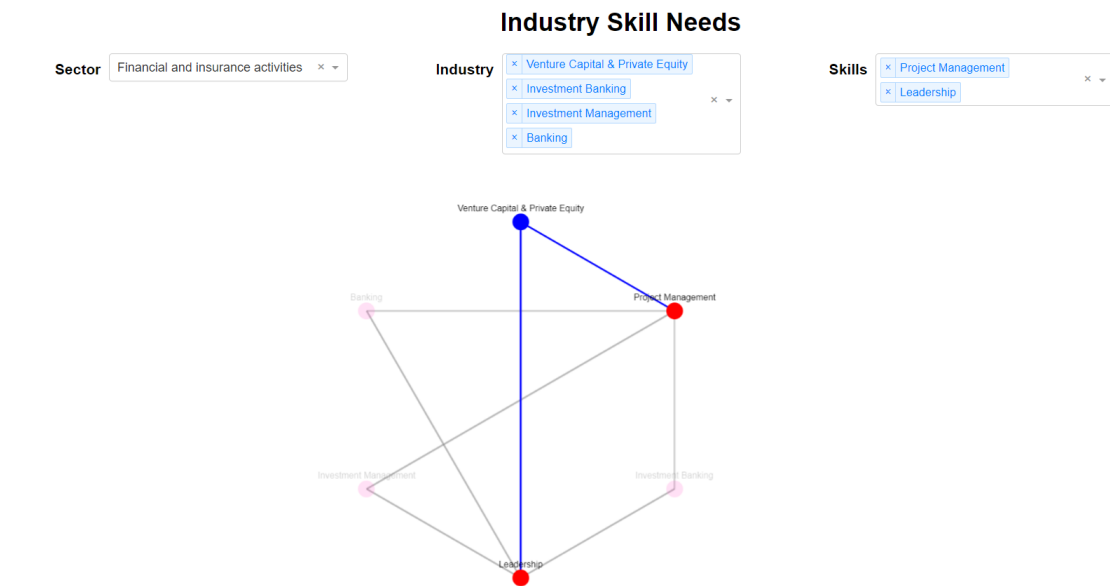 Industry Skill Needs
Sector
Financial and insurance activities
×
Industry
× Venture Capital & Private Equity
× Investment Banking
× Investment Management
× Banking
×
Skills
× Project Management
× Leadership
×
Venture Capital & Private Equity
Banking
Project Management
Investment Management
Investment Banking
Leadership